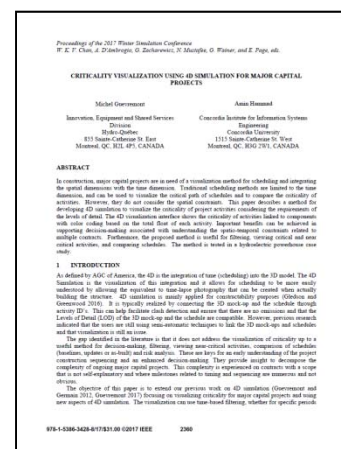 Proceedings of the 2017 Winter Simulation Conference
W. K. V. Chan, A. D'Ambrogio, G. Zacharewicz, N. Mustafee, G. Wainer, and E. Page, eds.
CRITICALITY VISUALIZATION USING 4D SIMULATION FOR MAJOR CAPITAL
PROJECTS
Michel Guevremont
Amin Hammad
Innovation, Equipment and Shared Services
Division
Hydro-Québec
855 Sainte-Catherine St. East
Montreal, QC, H2L 4P5, CANADA
Concordia Institute for Information Systems
Engineering
Concordia University
1515 Sainte-Catherine St. West
Montreal, QC, H3G 2W1, CANADA
ABSTRACT
In construction, major capital projects are in need of a visualization method for scheduling and integrating
the spatial dimensions with the time dimension. Traditional scheduling methods are limited to the time
dimension, and can be used to visualize the critical path of schedules and to compare the criticality of
activities. However, they do not consider the spatial constraints. This paper describes a method for
developing 4D simulation to visualize the criticality of project activities considering the requirements of
the levels of detail. The 4D visualization interface shows the criticality of activities linked to components
with color coding based on the total float of each activity. Important benefits can be achieved in
supporting decision-making associated with understanding the spatio-temporal constraints related to
multiple contracts. Furthermore, the proposed method is useful for filtering, viewing critical and near
critical activities, and comparing schedules. The method is tested in a hydroelectric powerhouse case
study.
1 INTRODUCTION
As defined by AGC of America, the 4D is the integration of time (scheduling) into the 3D model. The 4D
Simulation is the visualization of this integration and it allows for scheduling to be more easily
understood by allowing the equivalent to time-lapse photography that can be created when actually
building the structure. 4D simulation is mainly applied for constructability purposes (Gledson and
Greenwood 2016). It is typically realized by connecting the 3D mock-up and the schedule through
activity ID's. This can help facilitate clash detection and ensure that there are no omissions and that the
Levels of Detail (LOD) of the 3D mock-up and the schedule are compatible. However, previous research
indicated that the users are still using semi-automatic techniques to link the 3D mock-ups and schedules
and that visualization is still an issue.
The gap identified in the literature is that it does not address the visualization of criticality up to a
useful method for decision-making, filtering, viewing near-critical activities, comparison of schedules
(baselines, updates or as-built) and risk analysis. These are keys for an early understanding of the project
construction sequencing and an enhanced decision-making. They provide insight to decompose the
complexity of ongoing major capital projects. This complexity is experienced on contracts with a scope
that is not self-explanatory and where milestones related to timing and sequencing are numerous and not
obvious.
The objective of this paper is to extend our previous work on 4D simulation (Guevremont and
Germain 2012, Guevremont 2017) focusing on visualizing criticality for major capital projects and using
new aspects of 4D simulation. The visualization can use time-based filtering, whether for specific periods
978-1-5386-3428-8/17/$31.00 ©2017 IEEE 2360